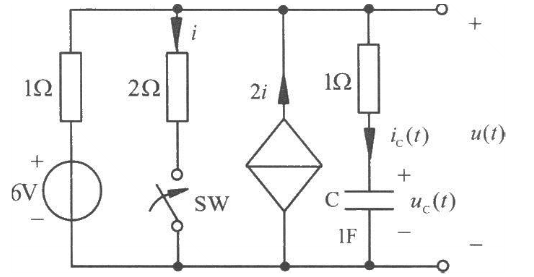 +
i
1Ω
2Ω
2i
1Ω
i_C(t)
u(t)
+
6V
−
SW
+
C
u_C(t)
1F
−
−